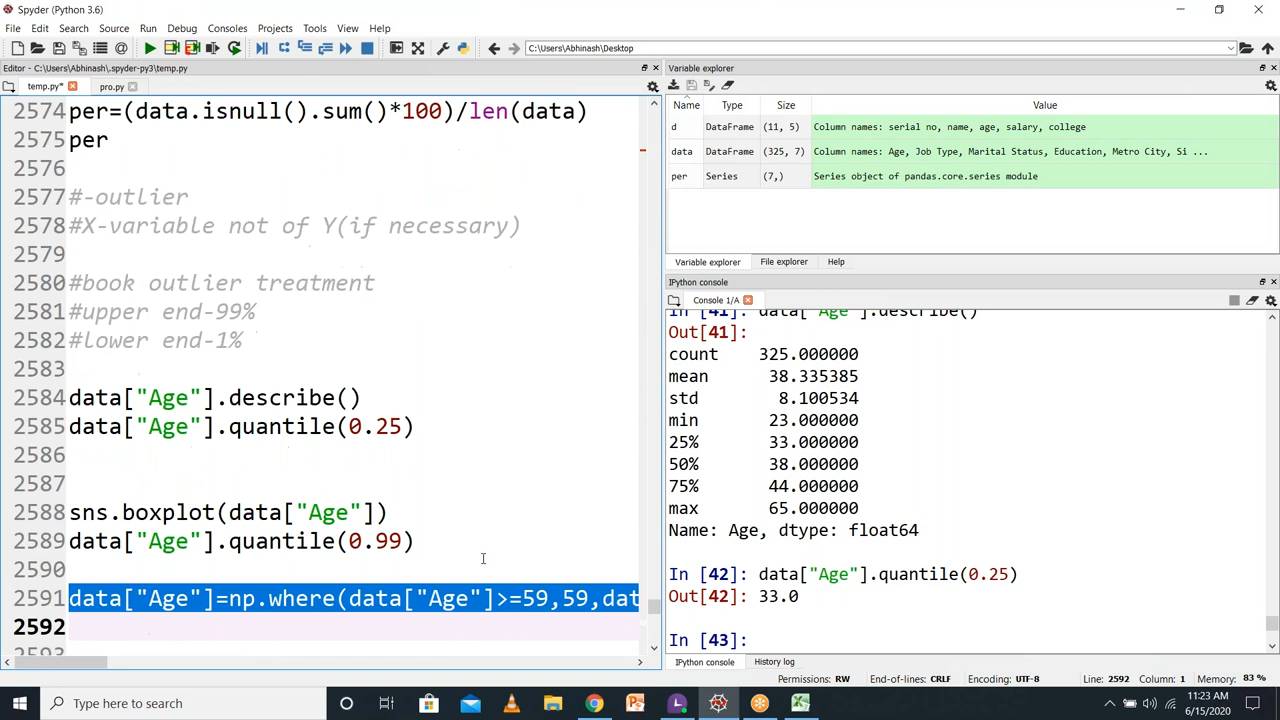 Spyder (Python 3.6)
File Edit Search Source Run Debug Consoles Projects Tools View Help
C:\Users\Abhinash\Desktop
Editor - C:\Users\Abhinash\.spyder-py3\temp.py
temp.py* pro.py
2574 per=(data.isnull().sum()*100)/len(data)
2575 per
2576
2577 #-outlier
2578 #X-variable not of Y(if necessary)
2579
2580 #book outlier treatment
2581 #upper end-99%
2582 #lower end-1%
2583
2584 data["Age"].describe()
2585 data["Age"].quantile(0.25)
2586
2587
2588 sns.boxplot(data["Age"])
2589 data["Age"].quantile(0.99)
2590
2591 data["Age"]=np.where(data["Age"]>=59,59,dat
2592
2593
Variable explorer
Name Type Size Value
d DataFrame (11, 5) Column names: serial no, name, age, salary, college
data DataFrame (325, 7) Column names: Age, Job Type, Marital Status, Education, Metro City, Si ...
per Series (7,) Series object of pandas.core.series module
Variable explorer File explorer Help
IPython console
Console 1/A
In [41]: data["Age"].describe()
Out[41]:
count 325.000000
mean 38.335385
std 8.100534
min 23.000000
25% 33.000000
50% 38.000000
75% 44.000000
max 65.000000
Name: Age, dtype: float64
In [42]: data["Age"].quantile(0.25)
Out[42]: 33.0
In [43]:
IPython console History log
Permissions: RW End-of-lines: CRLF Encoding: UTF-8 Line: 2592 Column: 1 Memory: 83 %
Type here to search
11:23 AM
6/15/2020